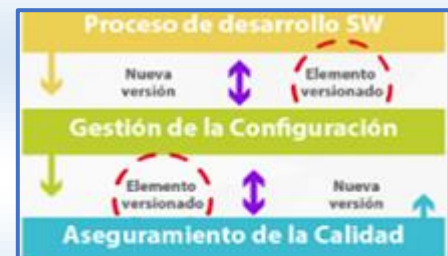 Proceso de desarrollo SW
Nueva
versión
Elemento
versionado
Gestión de la Configuración
Elemento
versionado
Nueva
versión
Aseguramiento de la Calidad